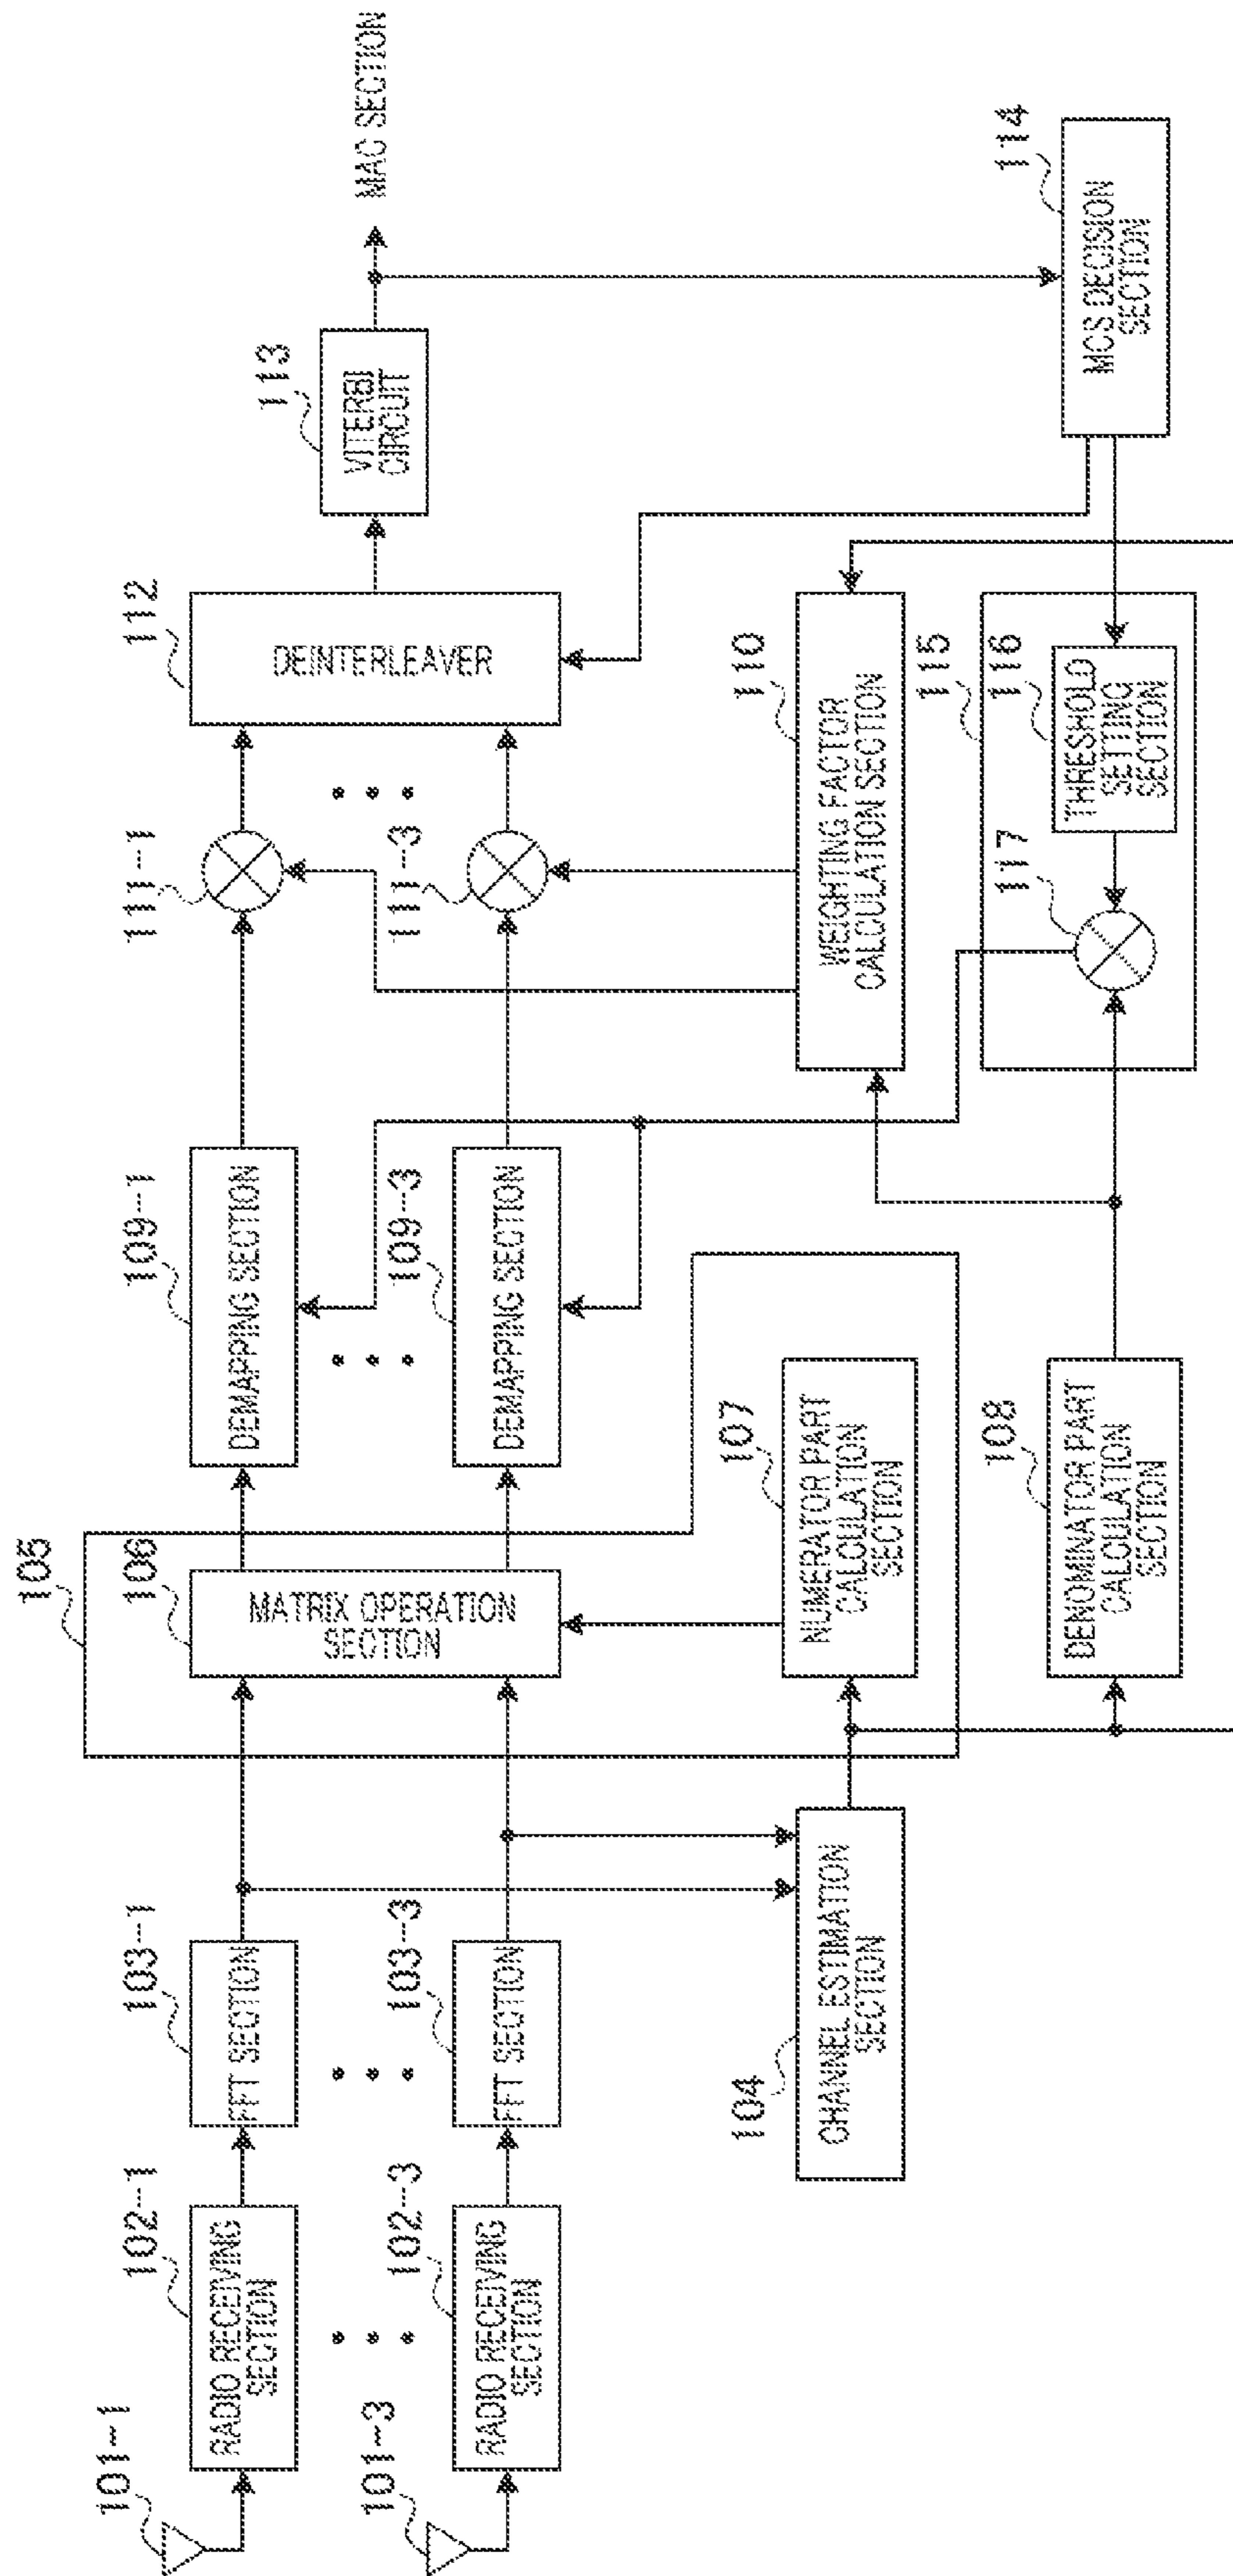 101-1
RADIO RECEIVING
SECTION
102-1
FFT SECTION
103-1
105
106
MATRIX OPERATION
SECTION
DEMAPPING SECTION
109-1
111-1
112
DEINTERLEAVER
113
VITERBI
CIRCUIT
MAC SECTION
101-3
RADIO RECEIVING
SECTION
102-3
FFT SECTION
103-3
DEMAPPING SECTION
109-3
111-3
104
CHANNEL ESTIMATION
SECTION
107
NUMERATOR PART
CALCULATION
SECTION
110
WEIGHTING FACTOR
CALCULATION SECTION
108
DENOMINATOR PART
CALCULATION
SECTION
115
117
116
THRESHOLD
SETTING
SECTION
114
MCS DECISION
SECTION